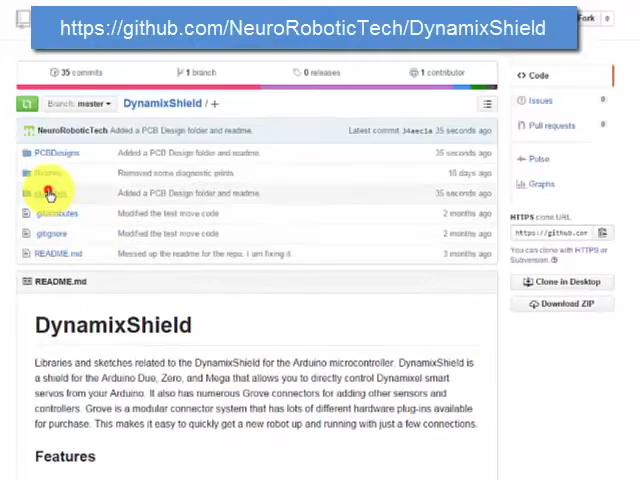 https://github.com/NeuroRoboticTech/DynamixShield
Fork 0
35 commits 1 branch 0 releases 1 contributor
Branch: master DynamixShield / +
NeuroRoboticTech Added a PCB Design folder and readme. Latest commit 34aec1a 35 seconds ago
PCBDesigns Added a PCB Design folder and readme. 35 seconds ago
Removed some diagnostic prints 18 days ago
Added a PCB Design folder and readme. 35 seconds ago
.gitattributes Modified the test move code 2 months ago
.gitignore Modified the test move code 2 months ago
README.md Messed up the readme for the repo. I am fixing it. 3 months ago
README.md
DynamixShield
Libraries and sketches related to the DynamixShield for the Arduino microcontroller. DynamixShield is
a shield for the Arduino Due, Zero, and Mega that allows you to directly control Dynamixel smart
servos from your Arduino. It also has numerous Grove connectors for adding other sensors and
controllers. Grove is a modular connector system that has lots of different hardware plug-ins available
for purchase. This makes it easy to quickly get a new robot up and running with just a few connections.
Features
Code
Issues 0
Pull requests 0
Pulse
Graphs
HTTPS clone URL
https://github.com
You can clone with HTTPS or
Subversion.
Clone in Desktop
Download ZIP